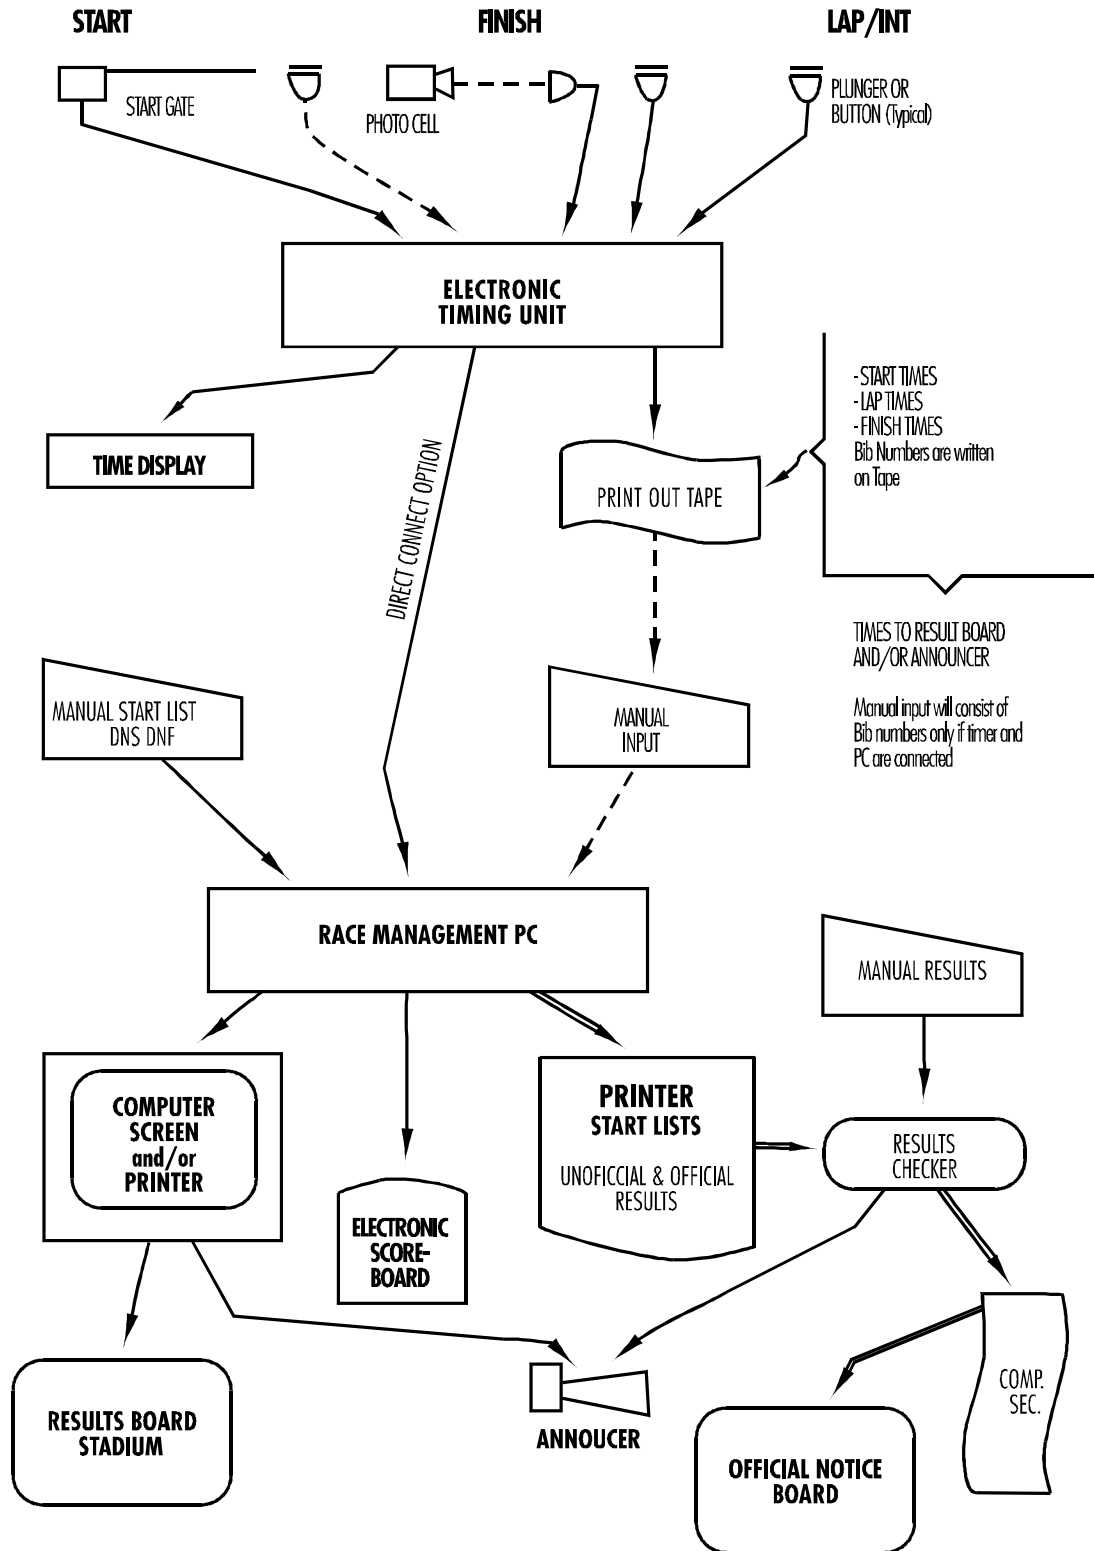 START
FINISH
LAP/INT
START GATE
PHOTO CELL
PLUNGER OR
BUTTON (Typical)
ELECTRONIC
TIMING UNIT
- START TIMES
- LAP TIMES
- FINISH TIMES
Bib Numbers are written
on Tape
TIME DISPLAY
DIRECT CONNECT OPTION
PRINT OUT TAPE
TIMES TO RESULT BOARD
AND/OR ANNOUNCER
Manual input will consist of
Bib numbers only if timer and
PC are connected
MANUAL START LIST
DNS DNF
MANUAL
INPUT
RACE MANAGEMENT PC
MANUAL RESULTS
COMPUTER
SCREEN
and/or
PRINTER
ELECTRONIC
SCORE-
BOARD
PRINTER
START LISTS
UNOFICCIAL & OFFICIAL
RESULTS
RESULTS
CHECKER
RESULTS BOARD
STADIUM
ANNOUCER
COMP.
SEC.
OFFICIAL NOTICE
BOARD